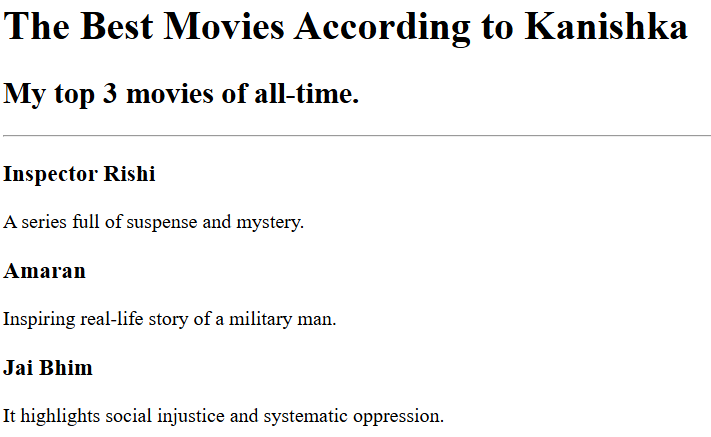 The Best Movies According to Kanishka
My top 3 movies of all-time.
Inspector Rishi
A series full of suspense and mystery.
Amaran
Inspiring real-life story of a military man.
Jai Bhim
It highlights social injustice and systematic oppression.